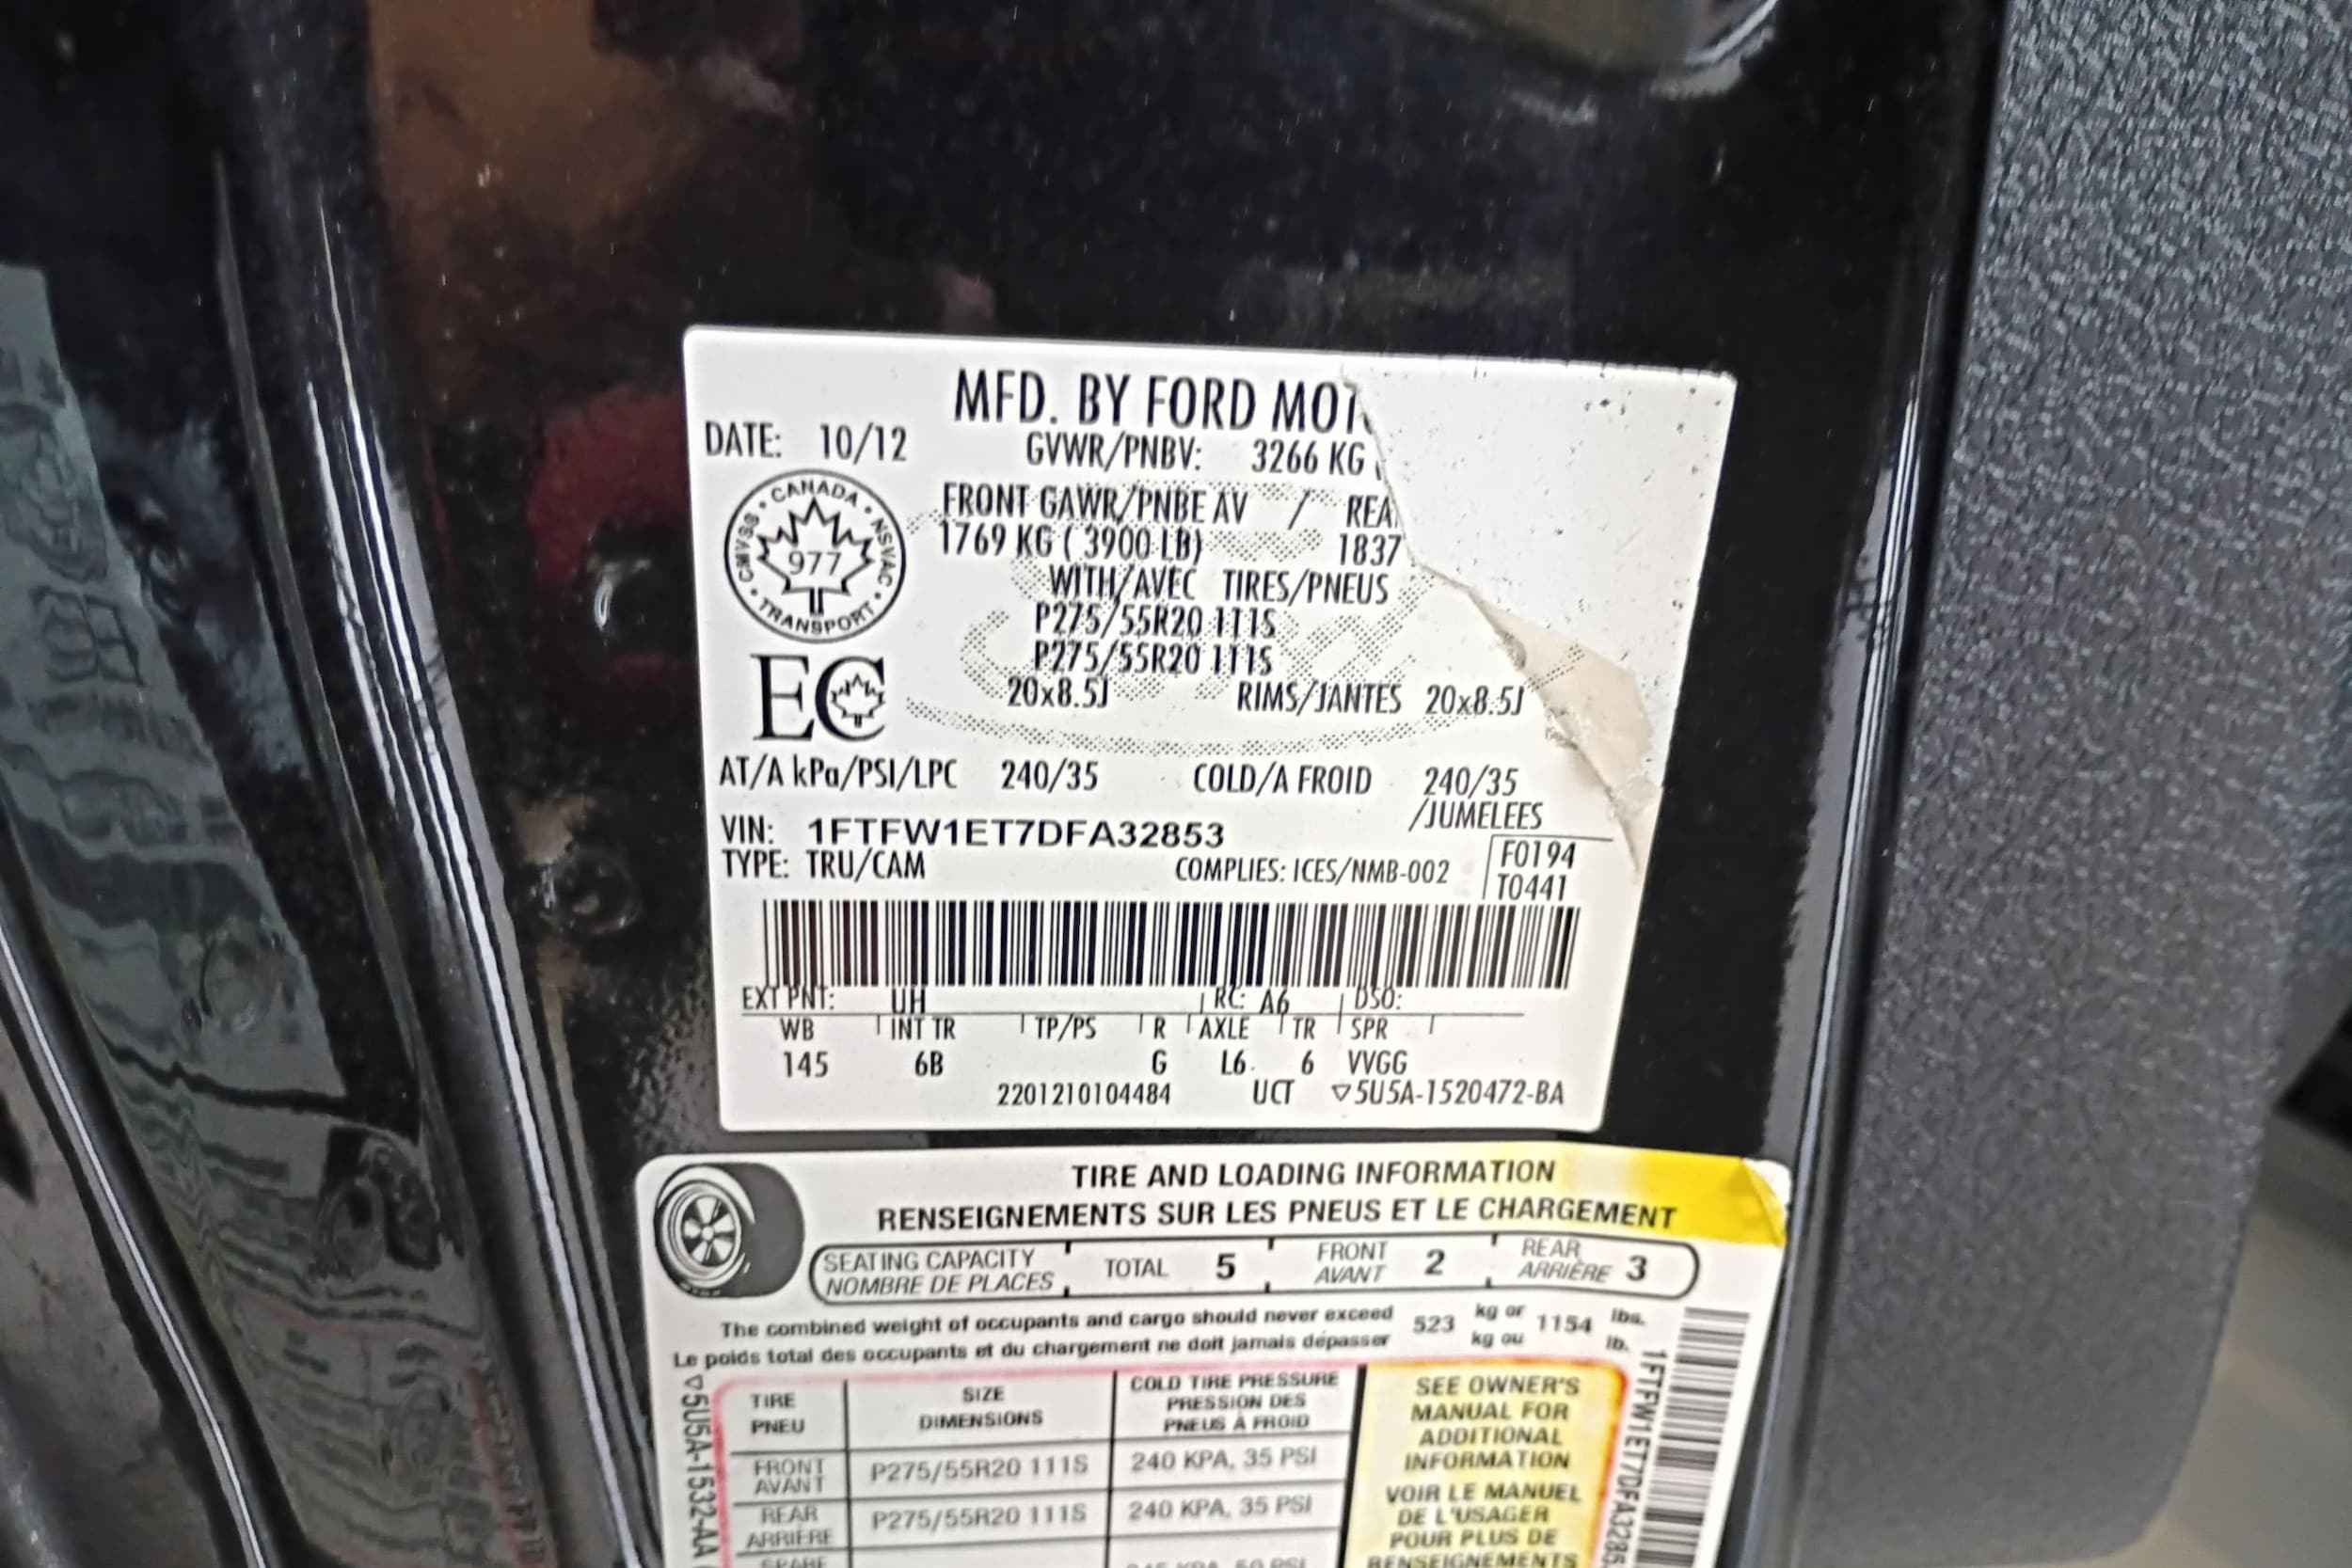 MFD. BY FORD MOT
DATE: 10/12
GVWR/PNBV: 3266 KG
CANADA
CMVSS • NSVAC
977
TRANSPORT
FRONT GAWR/PNBE AV / REA
1769 KG ( 3900 LB) 1837
WITH/AVEC TIRES/PNEUS
P275/55R20 111S
P275/55R20 111S
20x8.5J RIMS/JANTES 20x8.5J
EC
AT/A kPa/PSI/LPC 240/35 COLD/A FROID 240/35
/JUMELEES
VIN: 1FTFW1ET7DFA32853
F0194
TYPE: TRU/CAM COMPLIES: ICES/NMB-002
T0441
EXT PNT: UH RC: A6 DSO:
WB INT TR TP/PS R AXLE TR SPR
145 6B G L6 6 VVGG
2201210104484 UCT ▽5U5A-1520472-BA
TIRE AND LOADING INFORMATION
RENSEIGNEMENTS SUR LES PNEUS ET LE CHARGEMENT
SEATING CAPACITY
NOMBRE DE PLACES
TOTAL 5
FRONT
AVANT
2
REAR
ARRIÈRE
3
The combined weight of occupants and cargo should never exceed 523 kg or 1154 lbs.
Le poids total des occupants et du chargement ne doit jamais dépasser kg ou lb.
TIRE
PNEU
SIZE
DIMENSIONS
COLD TIRE PRESSURE
PRESSION DES
PNEUS À FROID
FRONT
AVANT
P275/55R20 111S
240 KPA, 35 PSI
REAR
ARRIÈRE
P275/55R20 111S
240 KPA, 35 PSI
SPARE
SEE OWNER'S
MANUAL FOR
ADDITIONAL
INFORMATION
VOIR LE MANUEL
DE L'USAGER
POUR PLUS DE
RENSEIGNEMENTS
▽5U5A-1532-AA
1FTFW1ET7DFA3285